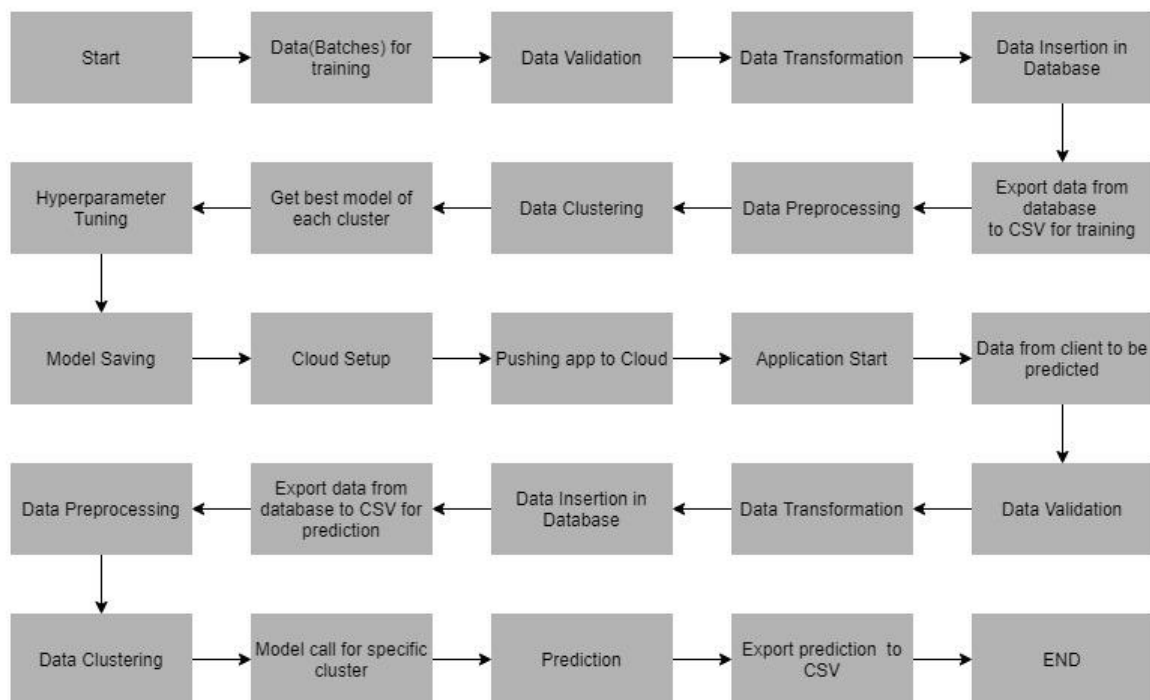 Start
Data(Batches) for
training
Data Validation
Data Transformation
Data Insertion in
Database
Export data from
database
to CSV for training
Data Preprocessing
Data Clustering
Get best model of
each cluster
Hyperparameter
Tuning
Model Saving
Cloud Setup
Pushing app to Cloud
Application Start
Data from client to be
predicted
Data Validation
Data Transformation
Data Insertion in
Database
Export data from
database to CSV for
prediction
Data Preprocessing
Data Clustering
Model call for specific
cluster
Prediction
Export prediction to
CSV
END